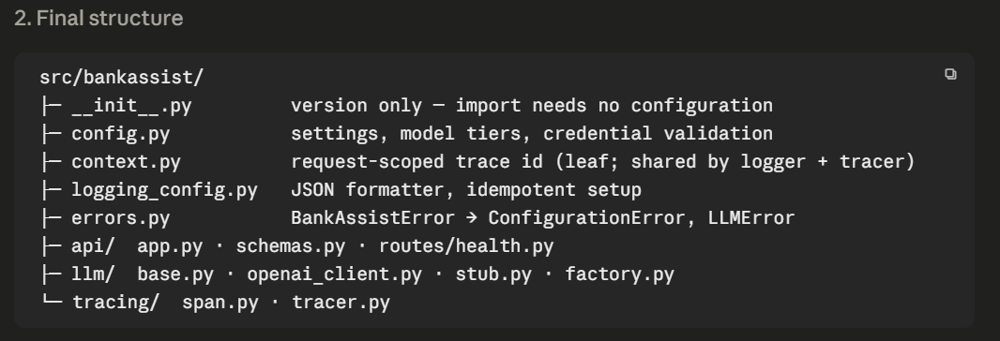 2. Final structure
src/bankassist/
├─ __init__.py          version only — import needs no configuration
├─ config.py            settings, model tiers, credential validation
├─ context.py           request-scoped trace id (leaf; shared by logger + tracer)
├─ logging_config.py    JSON formatter, idempotent setup
├─ errors.py            BankAssistError → ConfigurationError, LLMError
├─ api/  app.py · schemas.py · routes/health.py
├─ llm/  base.py · openai_client.py · stub.py · factory.py
└─ tracing/  span.py · tracer.py